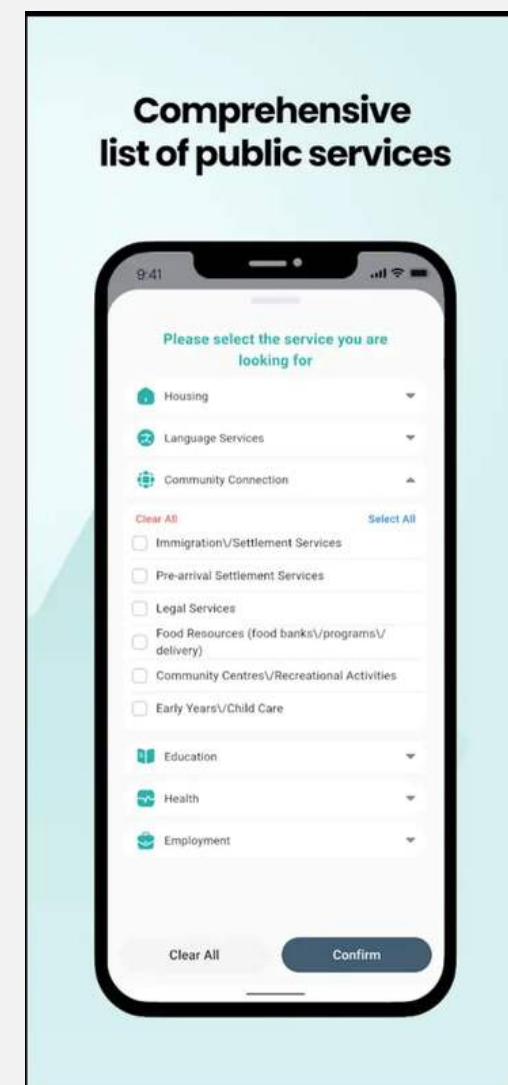 Comprehensive
list of public services
9:41
Please select the service you are
looking for
Housing
Language Services
Community Connection
Clear All Select All
Immigration\/Settlement Services
Pre-arrival Settlement Services
Legal Services
Food Resources (food banks\/programs\/
delivery)
Community Centres\/Recreational Activities
Early Years\/Child Care
Education
Health
Employment
Clear All Confirm